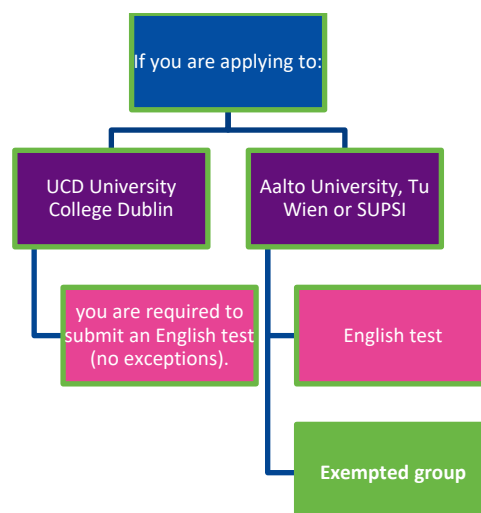 If you are applying to:
UCD University
College Dublin
Aalto University, Tu
Wien or SUPSI
you are required to
submit an English test
(no exceptions).
English test
Exempted group